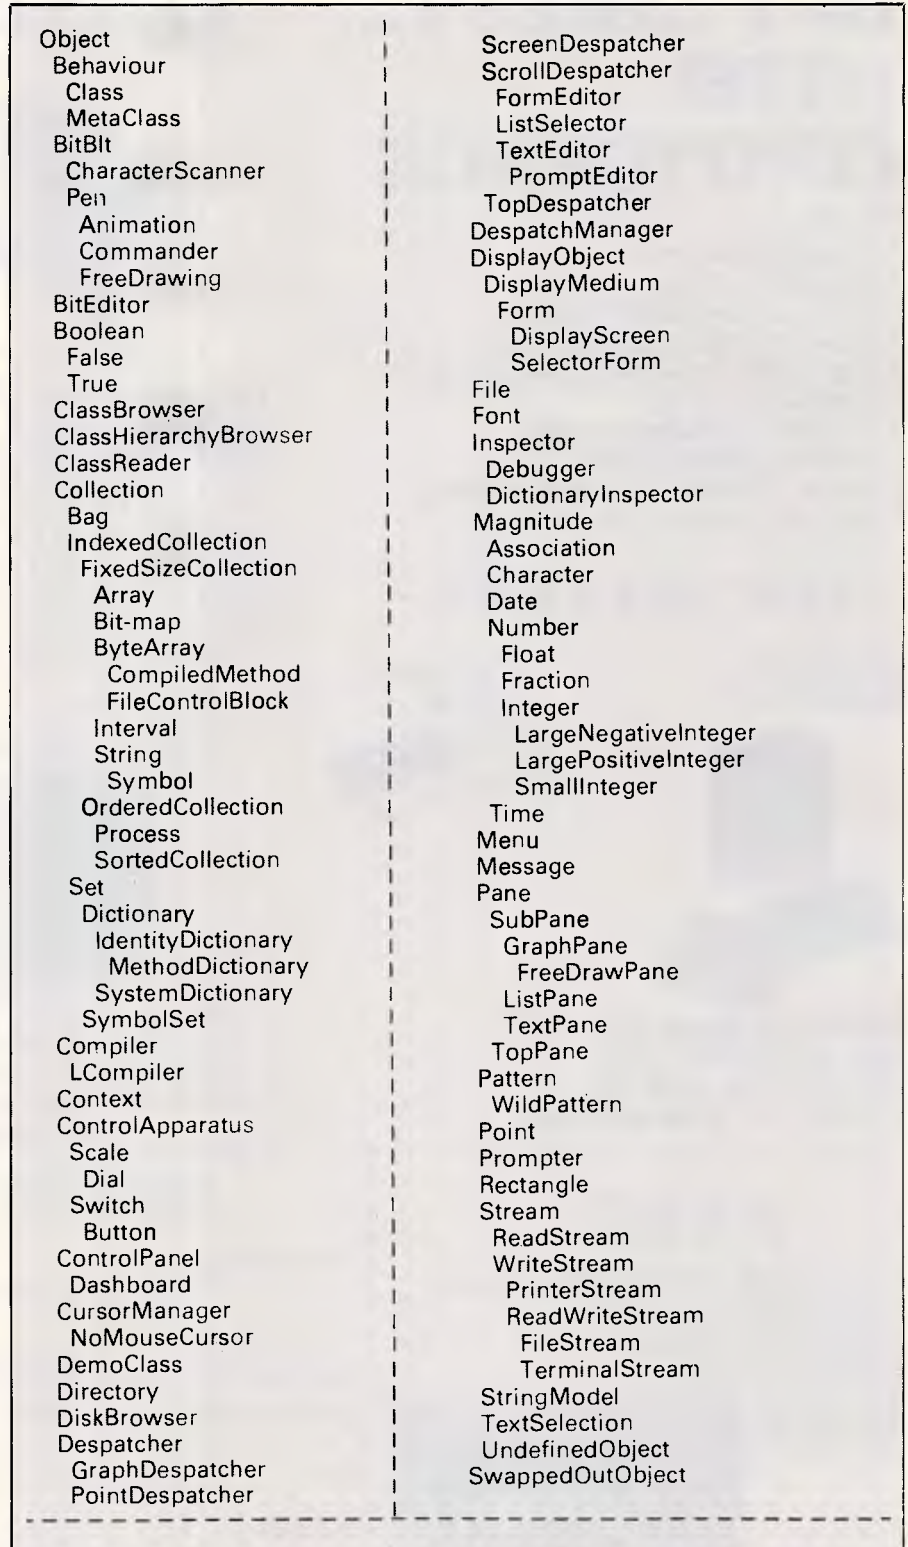 Object
Behaviour
Class
MetaClass
BitBlt
CharacterScanner
Pen
Animation
Commander
FreeDrawing
BitEditor
Boolean
False
True
ClassBrowser
ClassHierarchyBrowser
ClassReader
Collection
Bag
IndexedCollection
FixedSizeCollection
Array
Bit-map
ByteArray
CompiledMethod
FileControlBlock
Interval
String
Symbol
OrderedCollection
Process
SortedCollection
Set
Dictionary
IdentityDictionary
MethodDictionary
SystemDictionary
SymbolSet
Compiler
LCompiler
Context
ControlApparatus
Scale
Dial
Switch
Button
ControlPanel
Dashboard
CursorManager
NoMouseCursor
DemoClass
Directory
DiskBrowser
Despatcher
GraphDespatcher
PointDespatcher
ScreenDespatcher
ScrollDespatcher
FormEditor
ListSelector
TextEditor
PromptEditor
TopDespatcher
DespatchManager
DisplayObject
DisplayMedium
Form
DisplayScreen
SelectorForm
File
Font
Inspector
Debugger
DictionaryInspector
Magnitude
Association
Character
Date
Number
Float
Fraction
Integer
LargeNegativeInteger
LargePositiveInteger
SmallInteger
Time
Menu
Message
Pane
SubPane
GraphPane
FreeDrawPane
ListPane
TextPane
TopPane
Pattern
WildPattern
Point
Prompter
Rectangle
Stream
ReadStream
WriteStream
PrinterStream
ReadWriteStream
FileStream
TerminalStream
StringModel
TextSelection
UndefinedObject
SwappedOutObject